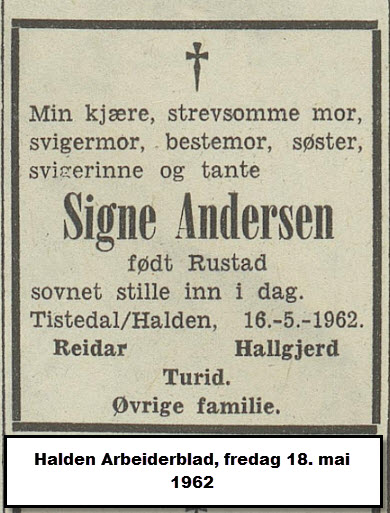 Min kjære, strevsomme mor,
svigermor, bestemor, søster,
svigerinne og tante
Signe Andersen
født Rustad
sovnet stille inn i dag.
Tistedal/Halden, 16.-5.-1962.
Reidar Hallgjerd
Turid.
Øvrige familie.
Halden Arbeiderblad, fredag 18. mai
1962